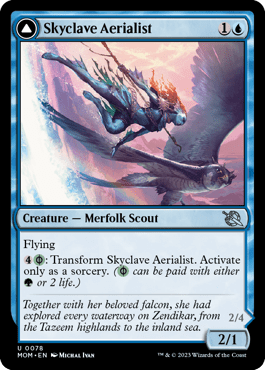 Skyclave Aerialist 1
Creature — Merfolk Scout
Flying
4: Transform Skyclave Aerialist. Activate
only as a sorcery. ( can be paid with either
or 2 life.)
Together with her beloved falcon, she had
explored every waterway on Zendikar, from
the Tazeem highlands to the inland sea.
2/4
2/1
U 0078
MOM • EN MICHAL IVAN
™ & © 2023 Wizards of the Coast